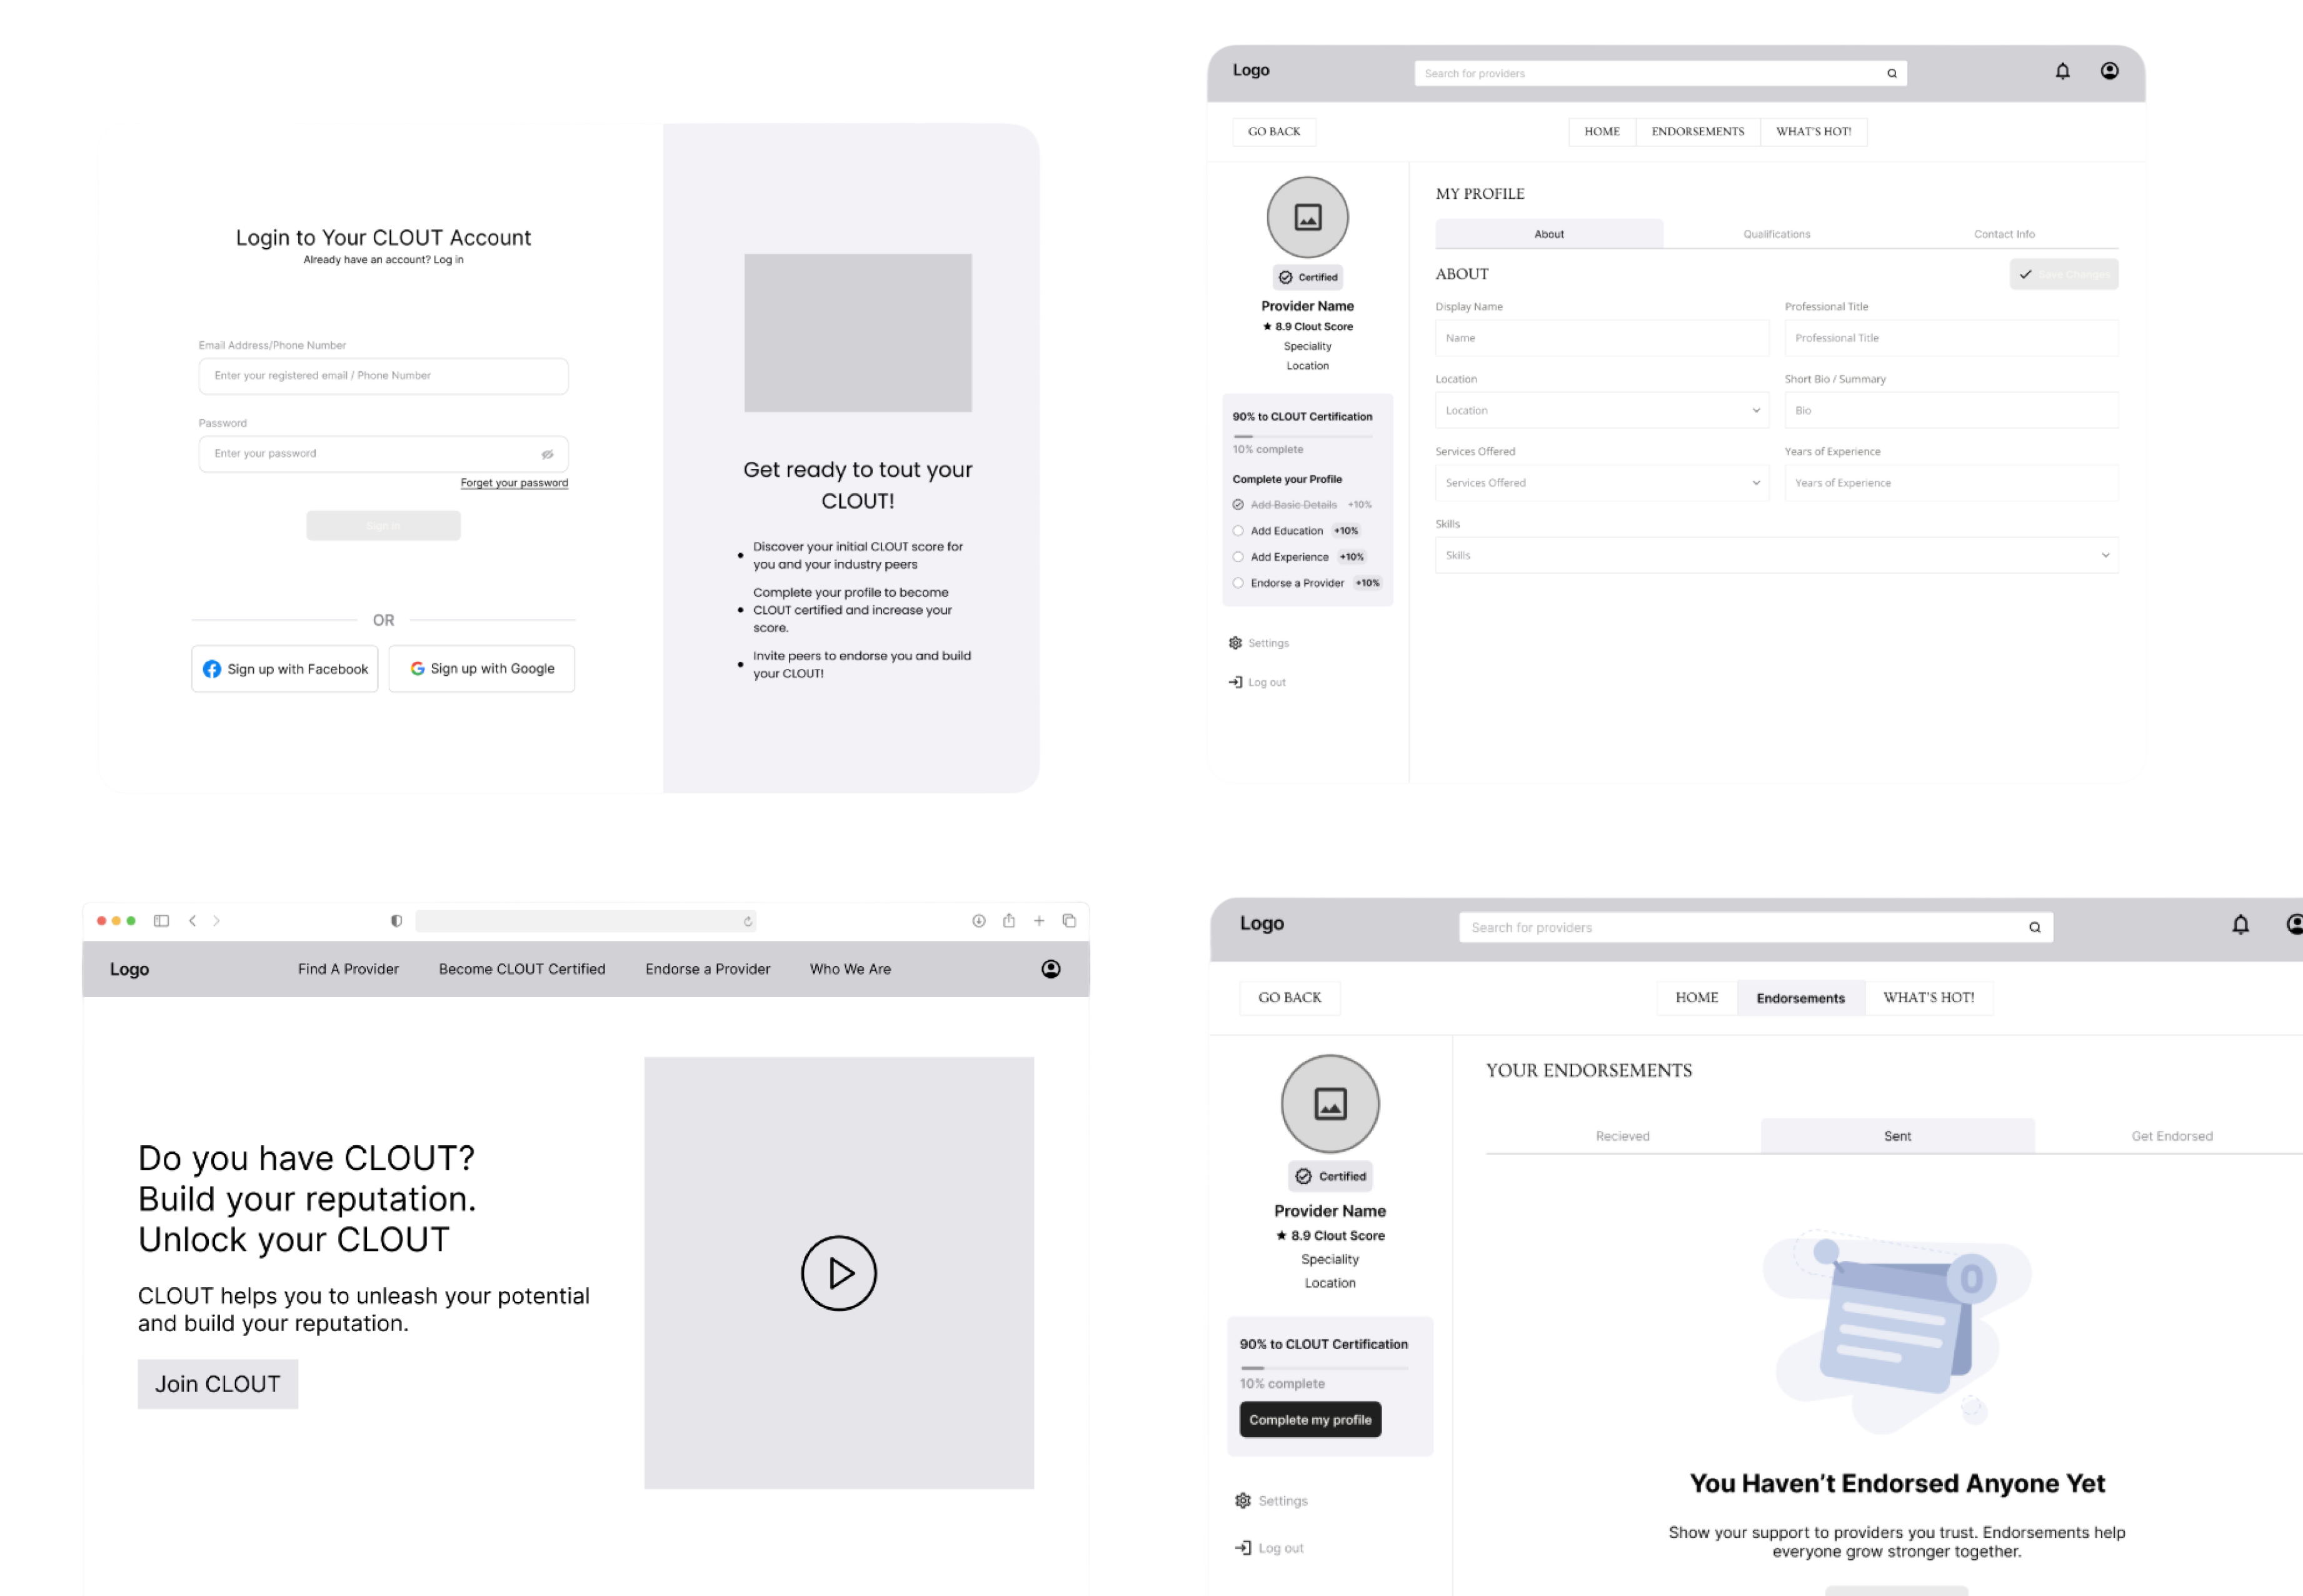 Login to Your CLOUT Account
Already have an account? Log in
Email Address/Phone Number
Enter your registered email / Phone Number
Password
Enter your password
Forget your password
Sign in
OR
Sign up with Facebook
Sign up with Google
Get ready to tout your
CLOUT!
Discover your initial CLOUT score for
you and your industry peers
Complete your profile to become
CLOUT certified and increase your
score.
Invite peers to endorse you and build
your CLOUT!
Logo
Search for providers
GO BACK
HOME
ENDORSEMENTS
WHAT'S HOT!
Certified
Provider Name
★ 8.9 Clout Score
Speciality
Location
90% to CLOUT Certification
10% complete
Complete your Profile
Add Basic Details +10%
Add Education +10%
Add Experience +10%
Endorse a Provider +10%
Settings
Log out
MY PROFILE
About
Qualifications
Contact Info
ABOUT
Save Changes
Display Name
Name
Professional Title
Professional Title
Location
Location
Short Bio / Summary
Bio
Services Offered
Services Offered
Years of Experience
Years of Experience
Skills
Skills
Logo
Find A Provider
Become CLOUT Certified
Endorse a Provider
Who We Are
Do you have CLOUT?
Build your reputation.
Unlock your CLOUT
CLOUT helps you to unleash your potential
and build your reputation.
Join CLOUT
Logo
Search for providers
GO BACK
HOME
Endorsements
WHAT'S HOT!
Certified
Provider Name
★ 8.9 Clout Score
Speciality
Location
90% to CLOUT Certification
10% complete
Complete my profile
Settings
Log out
YOUR ENDORSEMENTS
Recieved
Sent
Get Endorsed
0
You Haven't Endorsed Anyone Yet
Show your support to providers you trust. Endorsements help
everyone grow stronger together.